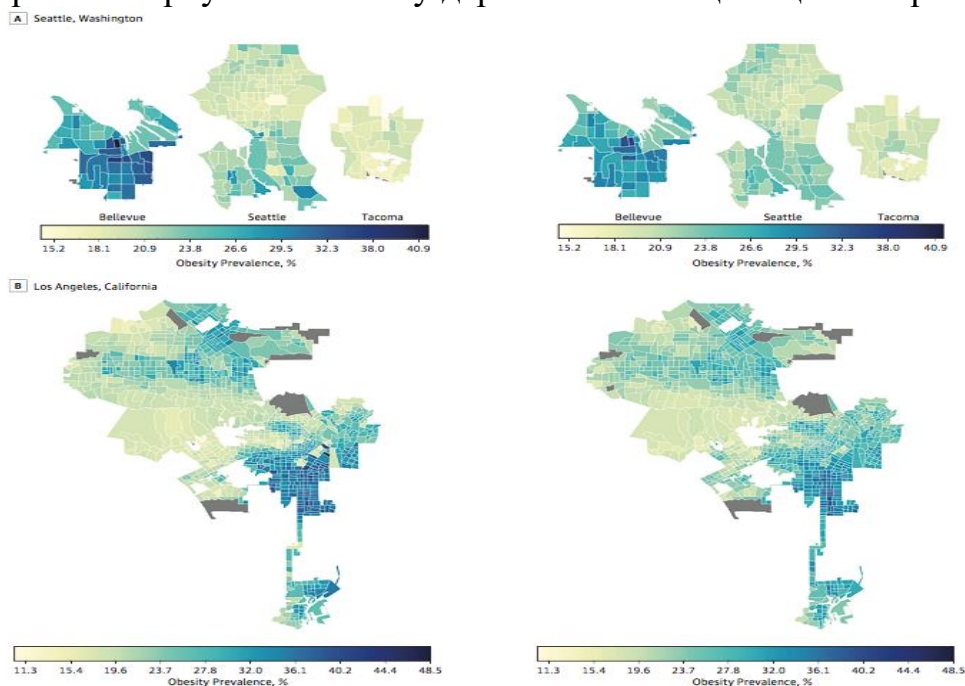 A Seattle, Washington
Bellevue Seattle Tacoma
15.2 18.1 20.9 23.8 26.6 29.5 32.3 38.0 40.9
Obesity Prevalence, %
Bellevue Seattle Tacoma
15.2 18.1 20.9 23.8 26.6 29.5 32.3 38.0 40.9
Obesity Prevalence, %
B Los Angeles, California
11.3 15.4 19.6 23.7 27.8 32.0 36.1 40.2 44.4 48.5
Obesity Prevalence, %
11.3 15.4 19.6 23.7 27.8 32.0 36.1 40.2 44.4 48.5
Obesity Prevalence, %